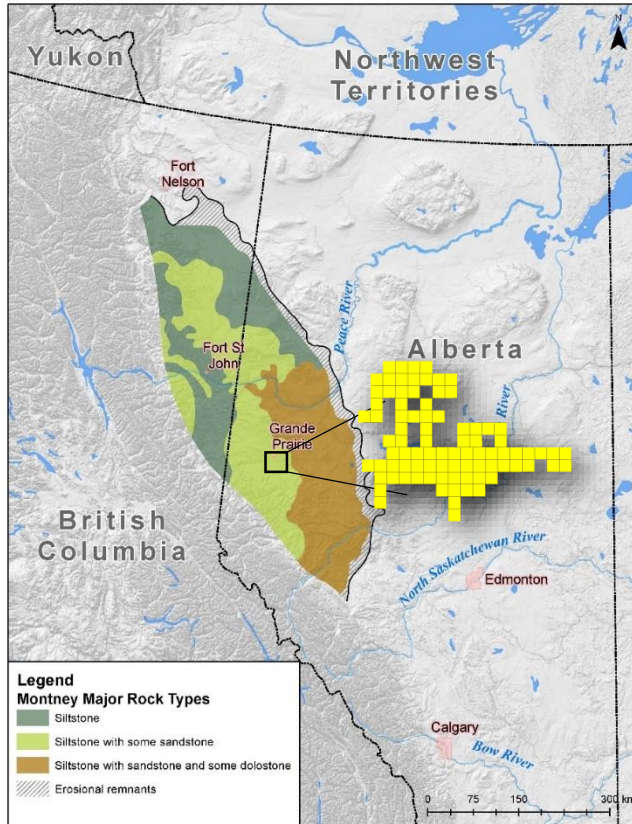 Yukon
N
Northwest
Territories
Fort
Nelson
Peace River
Fort St
John
Alberta
River
Grande
Prairie
British
Columbia
North Saskatchewan River
Edmonton
Legend
Montney Major Rock Types
Siltstone
Siltstone with some sandstone
Siltstone with sandstone and some dolostone
Erosional remnants
Calgary
Bow River
0 75 150 300 km